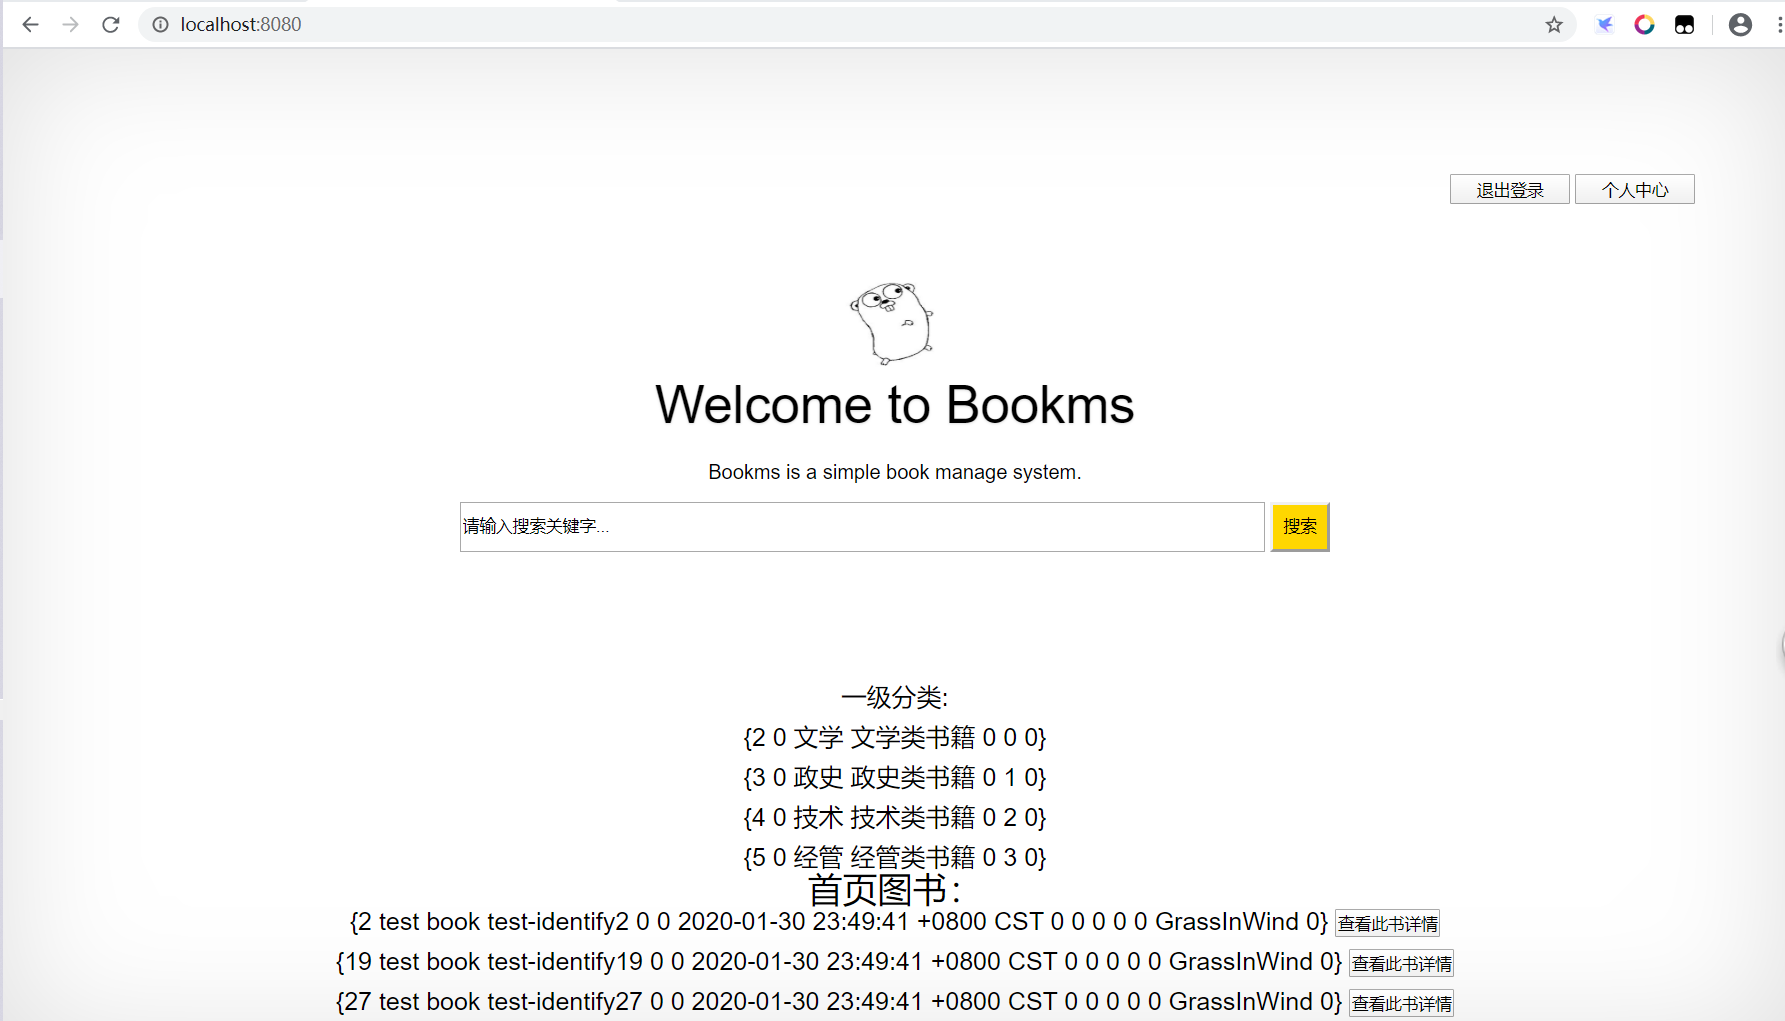 localhost:8080
退出登录 个人中心
Welcome to Bookms
Bookms is a simple book manage system.
请输入搜索关键字... 搜索
一级分类:
{2 0 文学 文学类书籍 0 0 0}
{3 0 政史 政史类书籍 0 1 0}
{4 0 技术 技术类书籍 0 2 0}
{5 0 经管 经管类书籍 0 3 0}
首页图书：
{2 test book test-identify2 0 0 2020-01-30 23:49:41 +0800 CST 0 0 0 0 0 GrassInWind 0} 查看此书详情
{19 test book test-identify19 0 0 2020-01-30 23:49:41 +0800 CST 0 0 0 0 0 GrassInWind 0} 查看此书详情
{27 test book test-identify27 0 0 2020-01-30 23:49:41 +0800 CST 0 0 0 0 0 GrassInWind 0} 查看此书详情